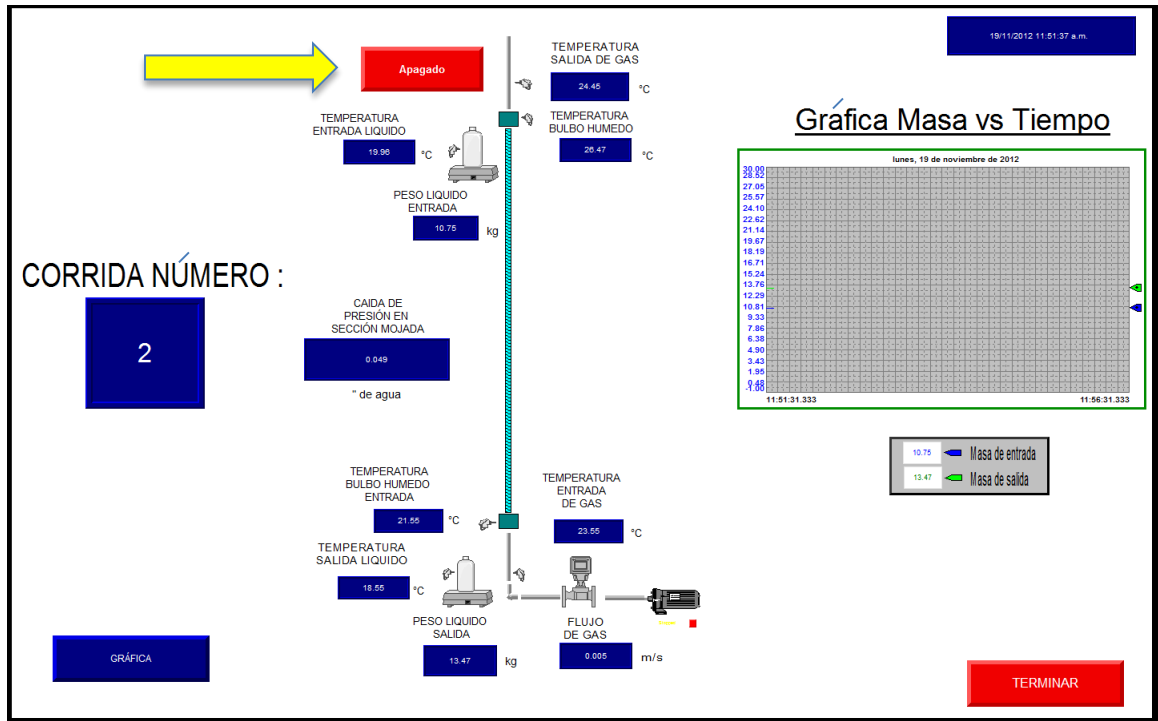 19/11/2012 11:51:37 a.m.
Apagado
TEMPERATURA
SALIDA DE GAS
24.45 °C
TEMPERATURA
ENTRADA LIQUIDO
19.96 °C
TEMPERATURA
BULBO HUMEDO
26.47 °C
PESO LIQUIDO
ENTRADA
10.75 kg
Gráfica Masa vs Tiempo
lunes, 19 de noviembre de 2012
30.00
28.52
27.05
25.57
24.10
22.62
21.14
19.67
18.19
16.71
15.24
13.76
12.29
10.81
9.33
7.86
6.38
4.90
3.43
1.95
0.48
-1.00
11:51:31.333 11:56:31.333
10.75 Masa de entrada
13.47 Masa de salida
CORRIDA NÚMERO :
2
CAIDA DE
PRESIÓN EN
SECCIÓN MOJADA
0.049
" de agua
TEMPERATURA
BULBO HUMEDO
ENTRADA
21.55 °C
TEMPERATURA
ENTRADA
DE GAS
23.55 °C
TEMPERATURA
SALIDA LIQUIDO
18.55 °C
PESO LIQUIDO
SALIDA
13.47 kg
FLUJO
DE GAS
0.005 m/s
GRÁFICA
TERMINAR